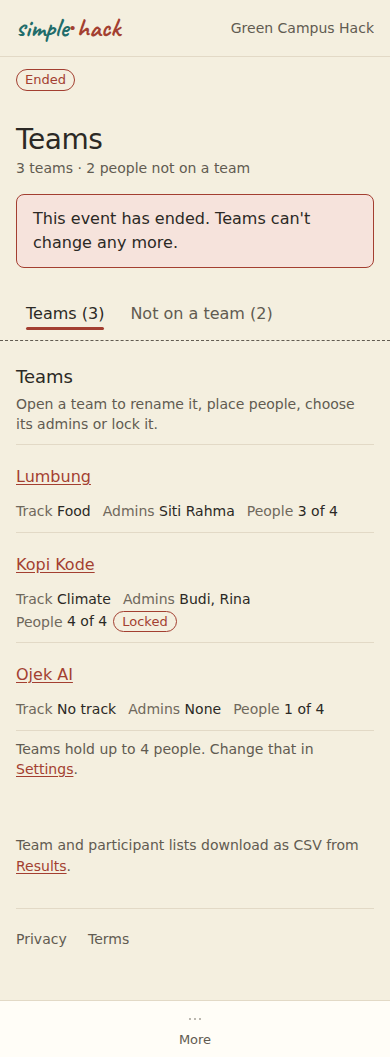 simple·hack
Green Campus Hack
Ended
Teams
3 teams · 2 people not on a team
This event has ended. Teams can't
change any more.
Teams (3)
Not on a team (2)
Teams
Open a team to rename it, place people, choose
its admins or lock it.
Lumbung
Track Food Admins Siti Rahma People 3 of 4
Kopi Kode
Track Climate Admins Budi, Rina
People 4 of 4 Locked
Ojek AI
Track No track Admins None People 1 of 4
Teams hold up to 4 people. Change that in
Settings.
Team and participant lists download as CSV from
Results.
Privacy Terms
...
More